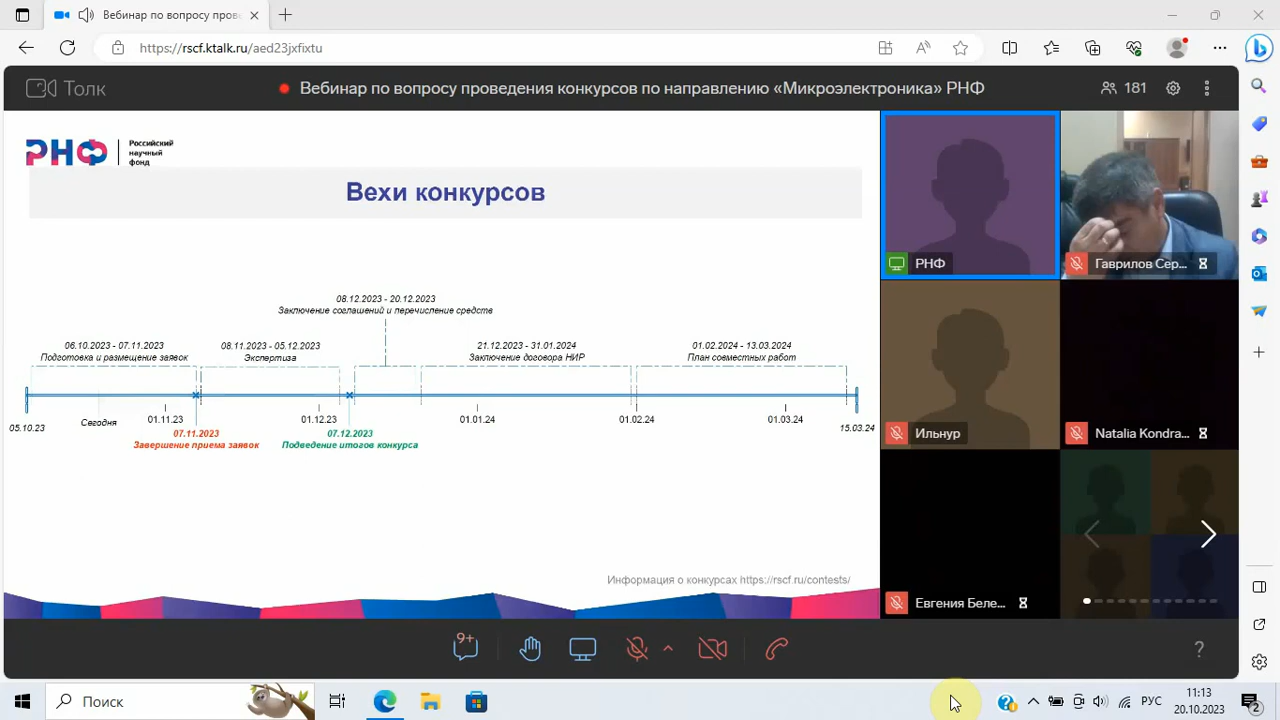 Вебинар по вопросу пров
https://rscf.ktalk.ru/aed23jxfixtu
Толк
Вебинар по вопросу проведения конкурсов по направлению «Микроэлектроника» РНФ
181
РНФ
Российский
научный
фонд
Вехи конкурсов
08.12.2023 - 20.12.2023
Заключение соглашений и перечисление средств
06.10.2023 - 07.11.2023
Подготовка и размещение заявок
08.11.2023 - 05.12.2023
Экспертиза
21.12.2023 - 31.01.2024
Заключение договора НИР
01.02.2024 - 13.03.2024
План совместных работ
05.10.23
Сегодня
01.11.23
01.12.23
01.01.24
01.02.24
01.03.24
15.03.24
07.11.2023
Завершение приема заявок
07.12.2023
Подведение итогов конкурса
Информация о конкурсах https://rscf.ru/contests/
РНФ
Гаврилов Сер...
Ильнур
Natalia Kondra...
Евгения Беле...
9+
?
Поиск
РУС
11:13
20.10.2023
2